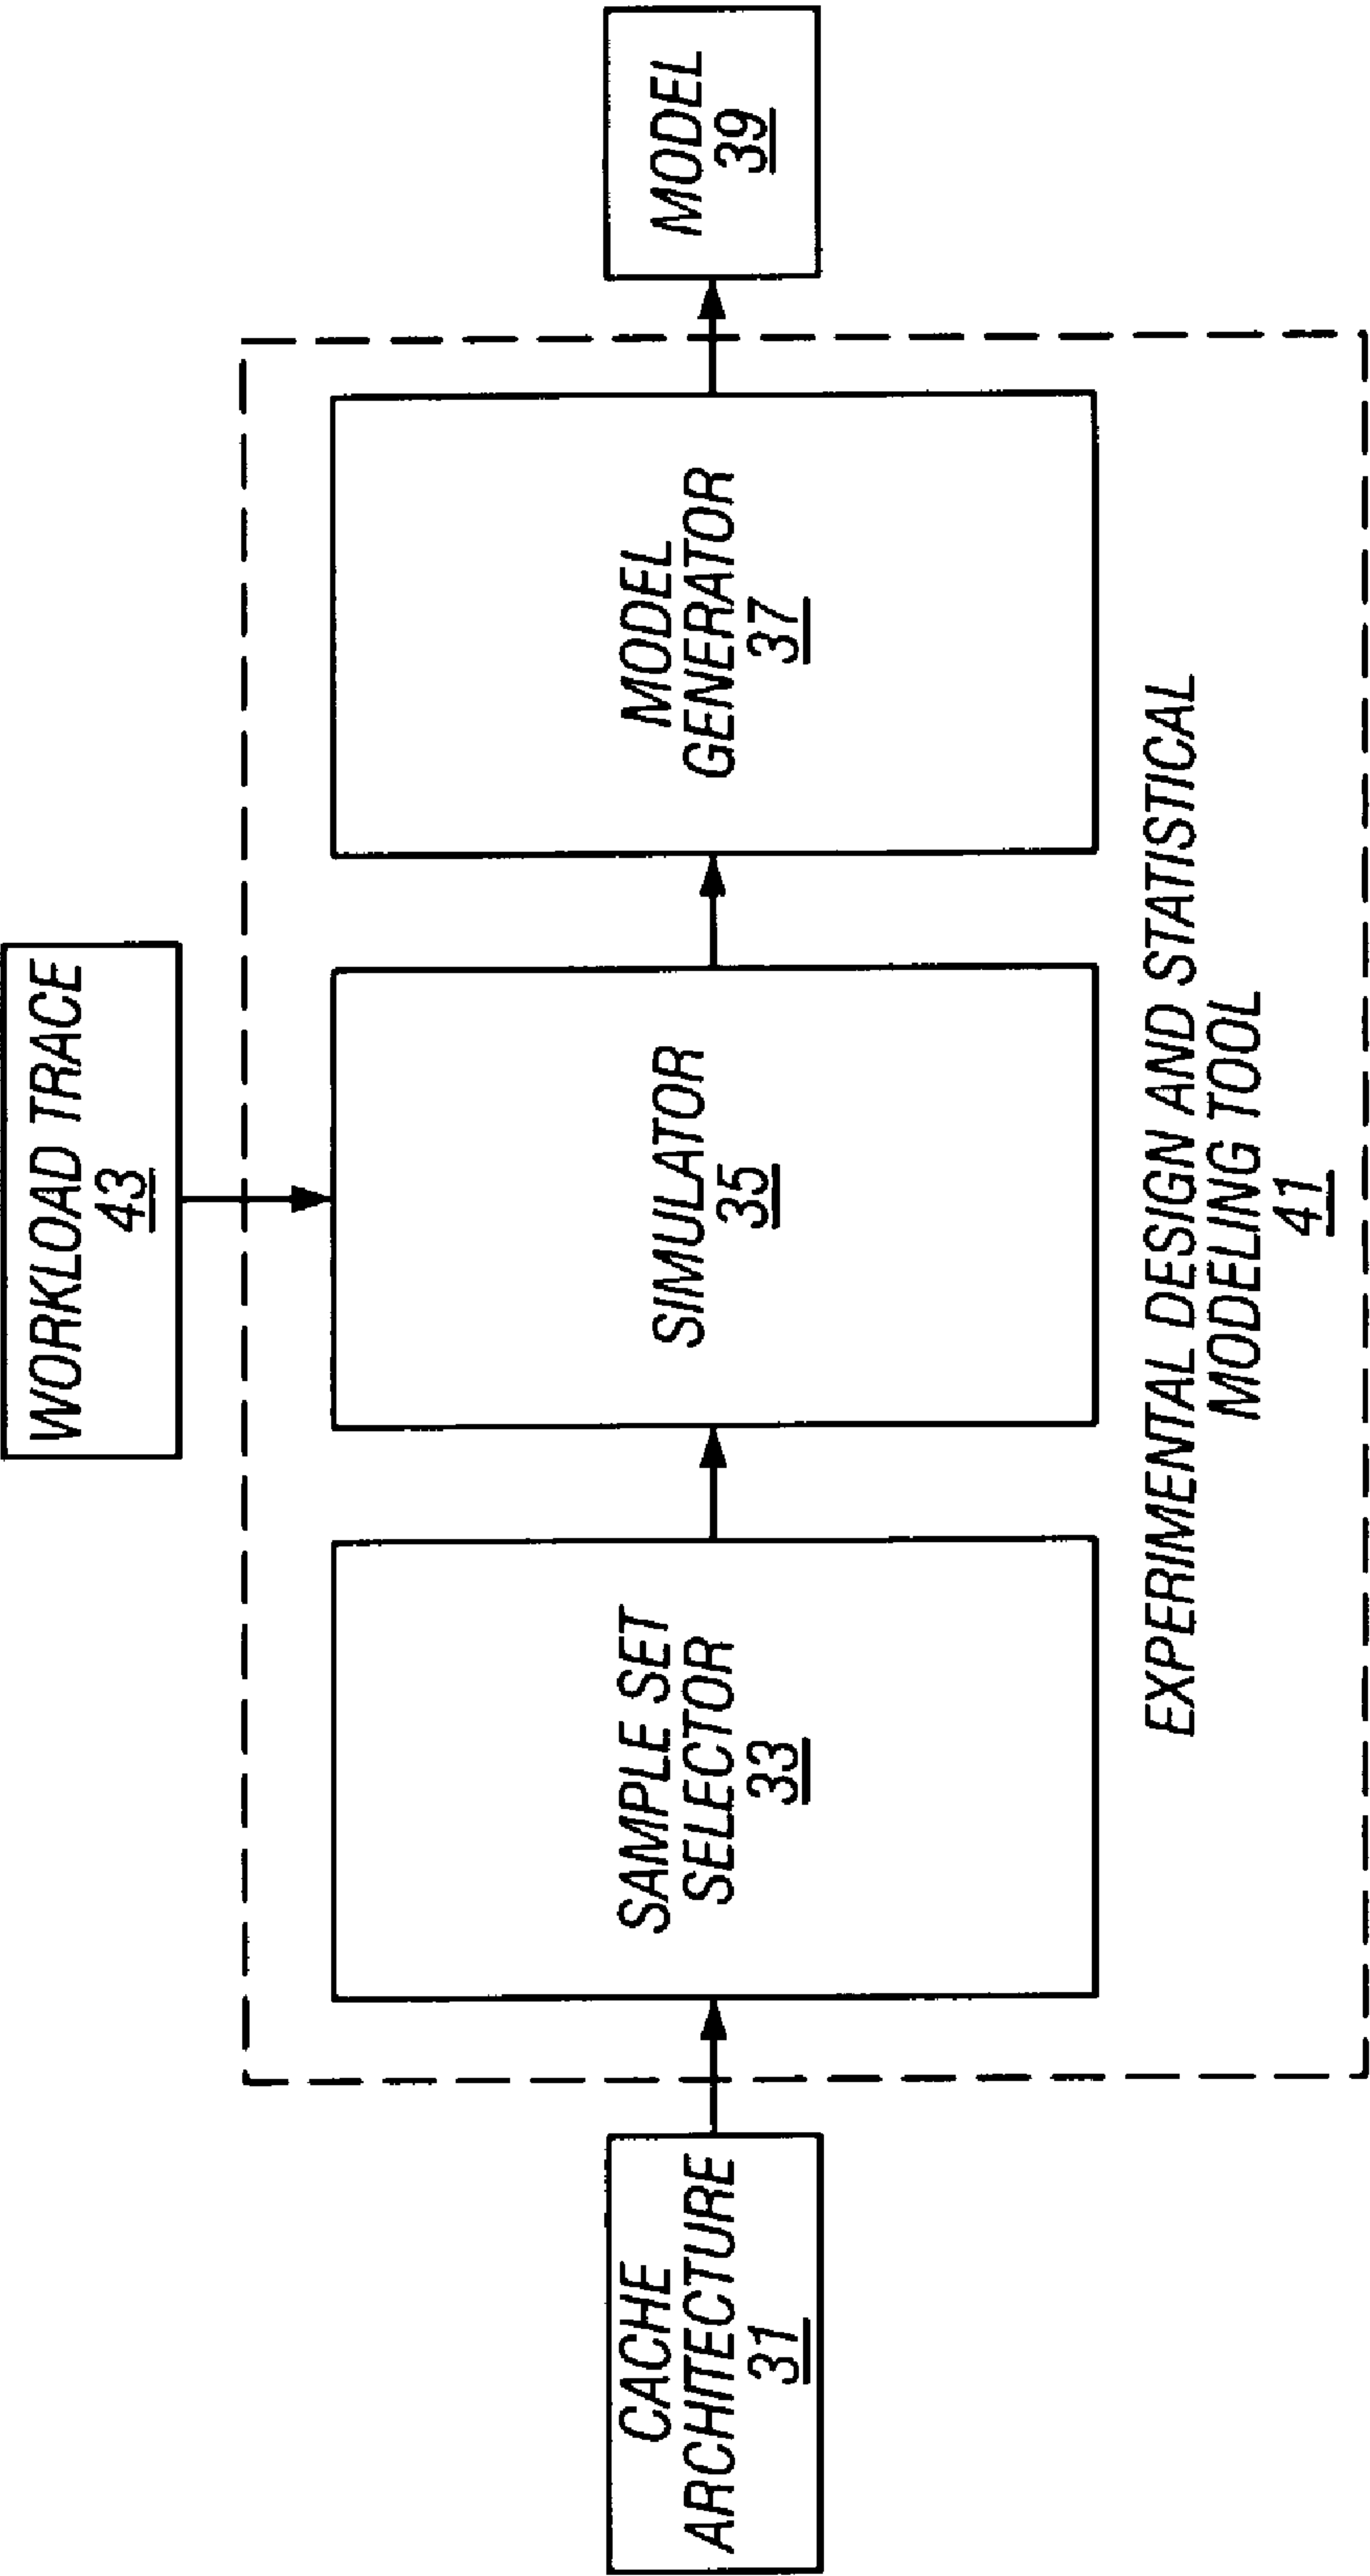 WORKLOAD TRACE
43
CACHE
ARCHITECTURE
31
SAMPLE SET
SELECTOR
33
SIMULATOR
35
MODEL
GENERATOR
37
MODEL
39
EXPERIMENTAL DESIGN AND STATISTICAL
MODELING TOOL
41